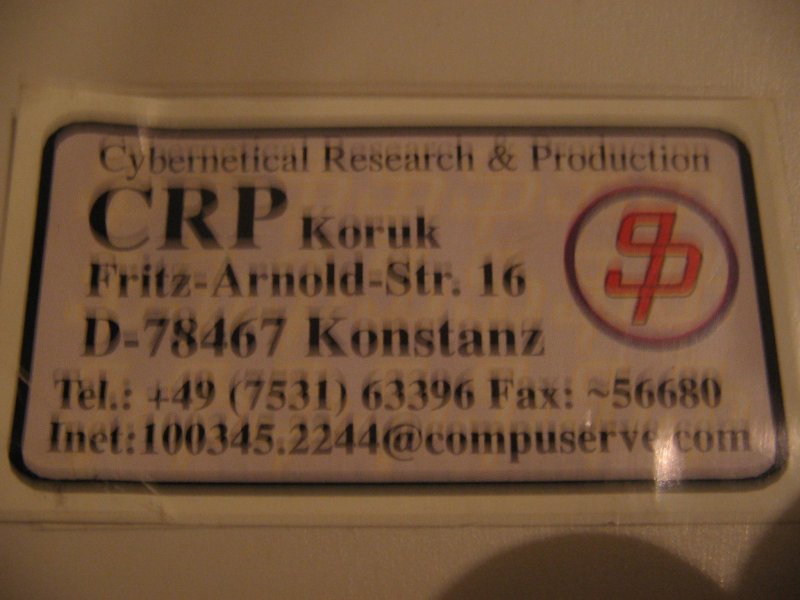 Cybernetical Research & Production
CRP Koruk
Fritz-Arnold-Str. 16
D-78467 Konstanz
Tel.: +49 (7531) 63396 Fax: ~56680
Inet:100345.2244@compuserve.com